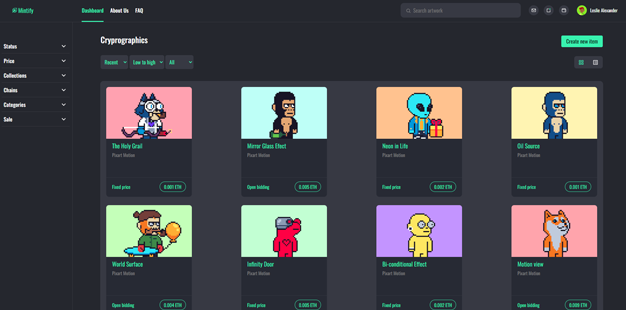 Mintify
Dashboard
About Us
FAQ
Search artwork
Leslie Alexander
Status
Price
Collections
Chains
Categories
Sale
Cryprographics
Create new item
Recent
Low to high
All
The Holy Grail
Pixart Motion
Fixed price
0.001 ETH
Mirror Glass Effect
Pixart Motion
Open bidding
0.005 ETH
Neon in Life
Pixart Motion
Fixed price
0.002 ETH
Oil Source
Pixart Motion
Fixed price
0.001 ETH
World Surface
Pixart Motion
Open bidding
0.004 ETH
Infinity Door
Pixart Motion
Fixed price
0.005 ETH
Bi-conditional Effect
Pixart Motion
Fixed price
0.002 ETH
Motion view
Pixart Motion
Open bidding
0.009 ETH